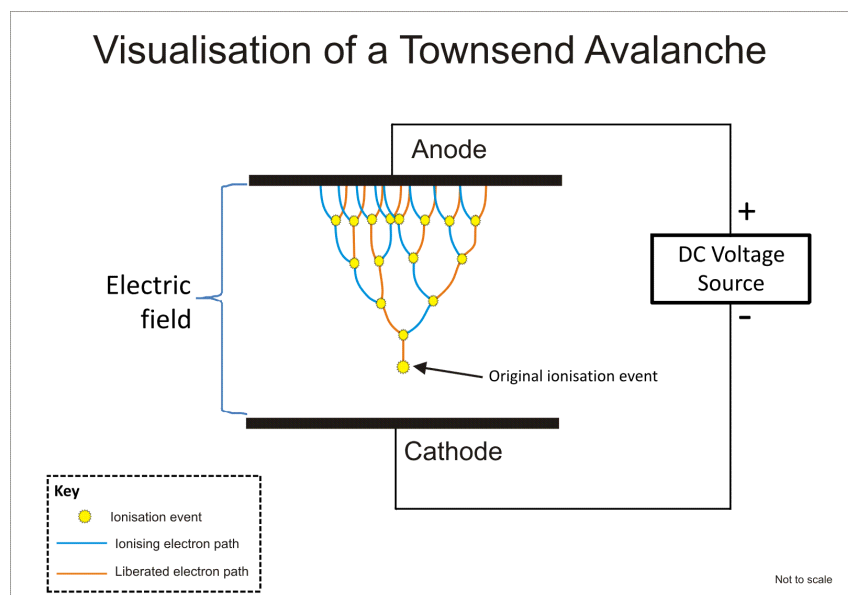 Visualisation of a Townsend Avalanche
Anode
+
DC Voltage
Source
-
Electric
field
Original ionisation event
Cathode
Key
Ionisation event
Ionising electron path
Liberated electron path
Not to scale